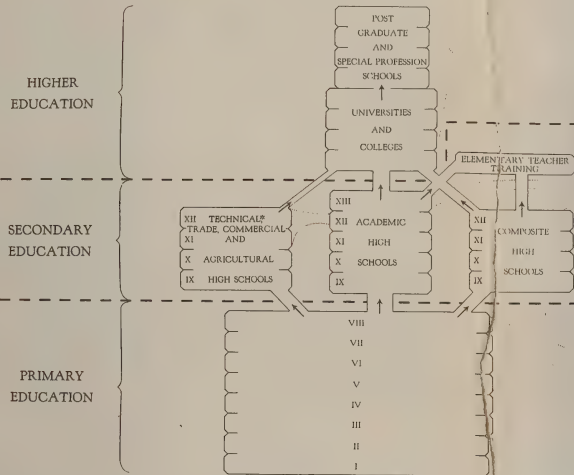 POST
GRADUATE
AND
SPECIAL PROFESSION
SCHOOLS
HIGHER
EDUCATION
UNIVERSITIES
AND
COLLEGES
ELEMENTARY TEACHER
TRAINING
SECONDARY
EDUCATION
XII TECHNICAL,*
TRADE, COMMERCIAL
XI AND
X AGRICULTURAL
IX HIGH SCHOOLS
XIII
XII ACADEMIC
XI HIGH
X SCHOOLS
IX
XII
COMPOSITE
XI
HIGH
X
SCHOOLS
IX
PRIMARY
EDUCATION
VIII
VII
VI
V
IV
III
II
I